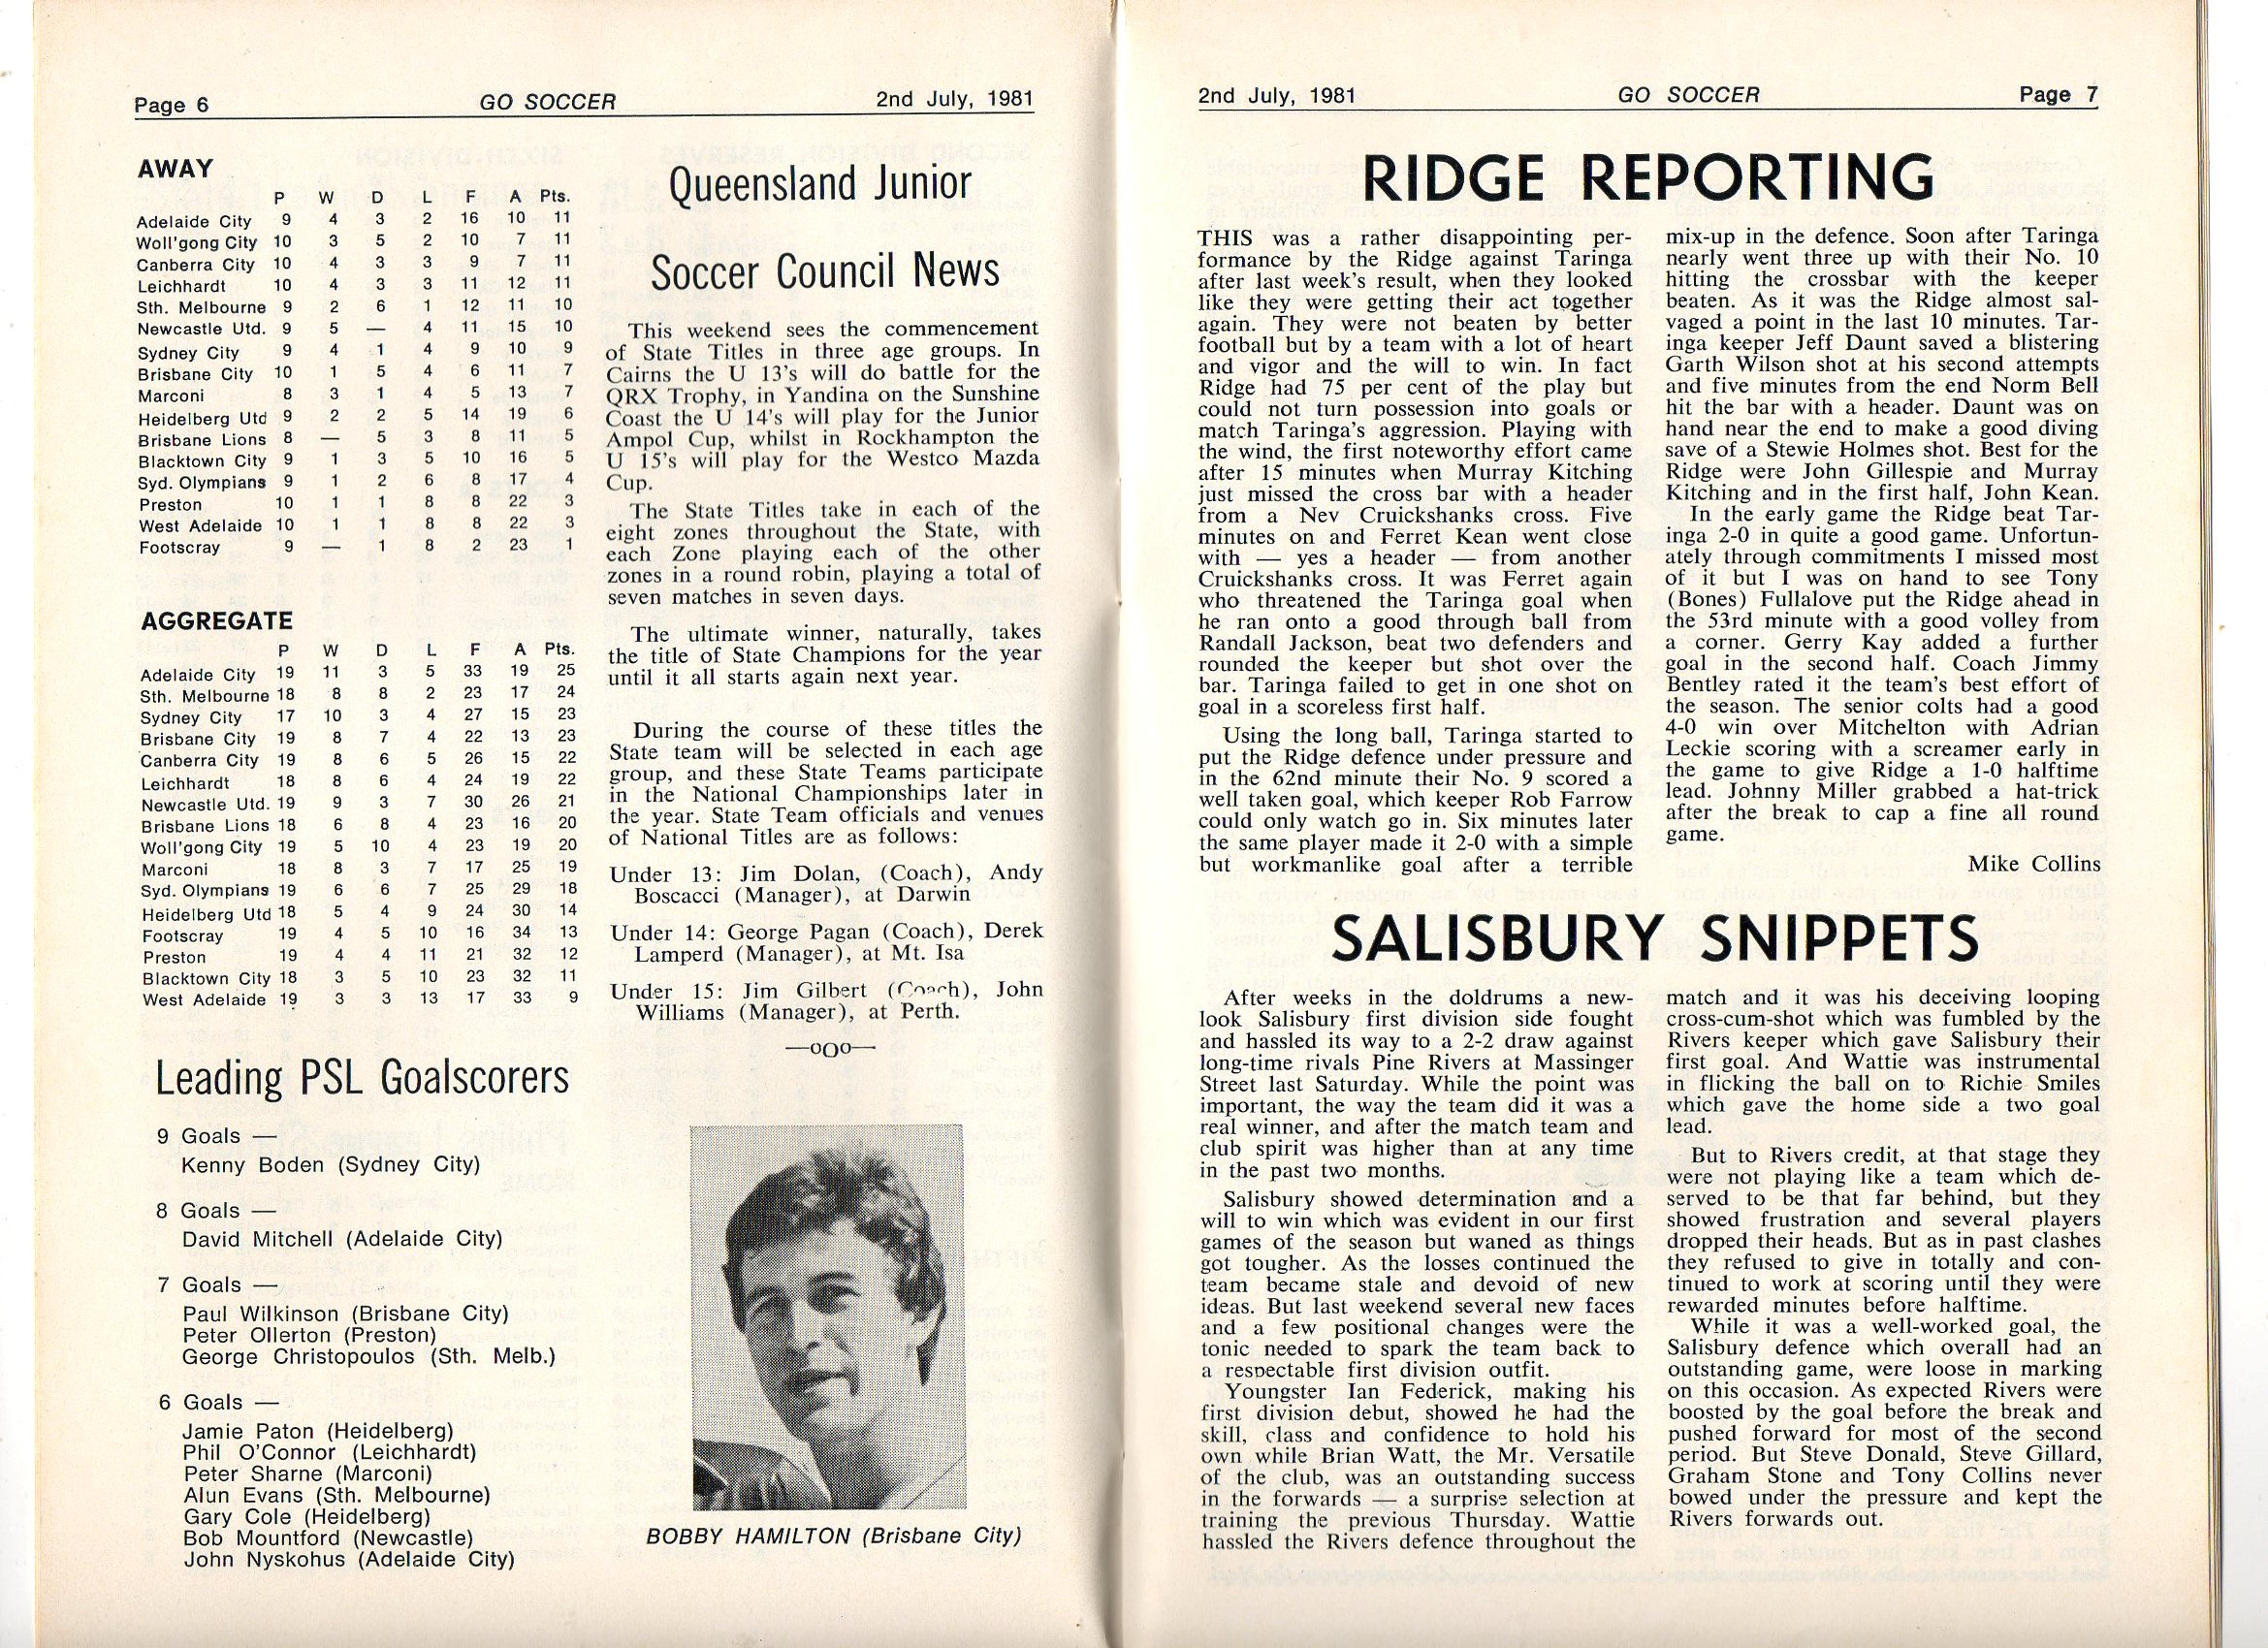 Page 6 GO SOCCER 2nd July, 1981
AWAY
P W D L F A Pts.
Adelaide City 9 4 3 2 16 10 11
Woll'gong City 10 3 5 2 10 7 11
Canberra City 10 4 3 3 9 7 11
Leichhardt 10 4 3 3 11 12 11
Sth. Melbourne 9 2 6 1 12 11 10
Newcastle Utd. 9 5 — 4 11 15 10
Sydney City 9 4 1 4 9 10 9
Brisbane City 10 1 5 4 6 11 7
Marconi 8 3 1 4 5 13 7
Heidelberg Utd 9 2 2 5 14 19 6
Brisbane Lions 8 — 5 3 8 11 5
Blacktown City 9 1 3 5 10 16 5
Syd. Olympians 9 1 2 6 8 17 4
Preston 10 1 1 8 8 22 3
West Adelaide 10 1 1 8 8 22 3
Footscray 9 — 1 8 2 23 1
AGGREGATE
P W D L F A Pts.
Adelaide City 19 11 3 5 33 19 25
Sth. Melbourne 18 8 8 2 23 17 24
Sydney City 17 10 3 4 27 15 23
Brisbane City 19 8 7 4 22 13 23
Canberra City 19 8 6 5 26 15 22
Leichhardt 18 8 6 4 24 19 22
Newcastle Utd. 19 9 3 7 30 26 21
Brisbane Lions 18 6 8 4 23 16 20
Woll'gong City 19 5 10 4 23 19 20
Marconi 18 8 3 7 17 25 19
Syd. Olympians 19 6 6 7 25 29 18
Heidelberg Utd 18 5 4 9 24 30 14
Footscray 19 4 5 10 16 34 13
Preston 19 4 4 11 21 32 12
Blacktown City 18 3 5 10 23 32 11
West Adelaide 19 3 3 13 17 33 9
Leading PSL Goalscorers
9 Goals —
Kenny Boden (Sydney City)
8 Goals —
David Mitchell (Adelaide City)
7 Goals —
Paul Wilkinson (Brisbane City)
Peter Ollerton (Preston)
George Christopoulos (Sth. Melb.)
6 Goals —
Jamie Paton (Heidelberg)
Phil O'Connor (Leichhardt)
Peter Sharne (Marconi)
Alun Evans (Sth. Melbourne)
Gary Cole (Heidelberg)
Bob Mountford (Newcastle)
John Nyskohus (Adelaide City)
Queensland Junior
Soccer Council News
This weekend sees the commencement
of State Titles in three age groups. In
Cairns the U 13's will do battle for the
QRX Trophy, in Yandina on the Sunshine
Coast the U 14's will play for the Junior
Ampol Cup, whilst in Rockhampton the
U 15's will play for the Westco Mazda
Cup.
The State Titles take in each of the
eight zones throughout the State, with
each Zone playing each of the other
zones in a round robin, playing a total of
seven matches in seven days.
The ultimate winner, naturally, takes
the title of State Champions for the year
until it all starts again next year.
During the course of these titles the
State team will be selected in each age
group, and these State Teams participate
in the National Championships later in
the year. State Team officials and venues
of National Titles are as follows:
Under 13: Jim Dolan, (Coach), Andy
Boscacci (Manager), at Darwin
Under 14: George Pagan (Coach), Derek
Lamperd (Manager), at Mt. Isa
Under 15: Jim Gilbert (Coach), John
Williams (Manager), at Perth.
—oOo—
BOBBY HAMILTON (Brisbane City)
2nd July, 1981 GO SOCCER Page 7
RIDGE REPORTING
THIS was a rather disappointing per-
formance by the Ridge against Taringa
after last week's result, when they looked
like they were getting their act together
again. They were not beaten by better
football but by a team with a lot of heart
and vigor and the will to win. In fact
Ridge had 75 per cent of the play but
could not turn possession into goals or
match Taringa's aggression. Playing with
the wind, the first noteworthy effort came
after 15 minutes when Murray Kitching
just missed the cross bar with a header
from a Nev Cruickshanks cross. Five
minutes on and Ferret Kean went close
with — yes a header — from another
Cruickshanks cross. It was Ferret again
who threatened the Taringa goal when
he ran onto a good through ball from
Randall Jackson, beat two defenders and
rounded the keeper but shot over the
bar. Taringa failed to get in one shot on
goal in a scoreless first half.
Using the long ball, Taringa started to
put the Ridge defence under pressure and
in the 62nd minute their No. 9 scored a
well taken goal, which keeper Rob Farrow
could only watch go in. Six minutes later
the same player made it 2-0 with a simple
but workmanlike goal after a terrible
mix-up in the defence. Soon after Taringa
nearly went three up with their No. 10
hitting the crossbar with the keeper
beaten. As it was the Ridge almost sal-
vaged a point in the last 10 minutes. Tar-
inga keeper Jeff Daunt saved a blistering
Garth Wilson shot at his second attempts
and five minutes from the end Norm Bell
hit the bar with a header. Daunt was on
hand near the end to make a good diving
save of a Stewie Holmes shot. Best for the
Ridge were John Gillespie and Murray
Kitching and in the first half, John Kean.
In the early game the Ridge beat Tar-
inga 2-0 in quite a good game. Unfortun-
ately through commitments I missed most
of it but I was on hand to see Tony
(Bones) Fullalove put the Ridge ahead in
the 53rd minute with a good volley from
a corner. Gerry Kay added a further
goal in the second half. Coach Jimmy
Bentley rated it the team's best effort of
the season. The senior colts had a good
4-0 win over Mitchelton with Adrian
Leckie scoring with a screamer early in
the game to give Ridge a 1-0 halftime
lead. Johnny Miller grabbed a hat-trick
after the break to cap a fine all round
game.
Mike Collins
SALISBURY SNIPPETS
After weeks in the doldrums a new-
look Salisbury first division side fought
and hassled its way to a 2-2 draw against
long-time rivals Pine Rivers at Massinger
Street last Saturday. While the point was
important, the way the team did it was a
real winner, and after the match team and
club spirit was higher than at any time
in the past two months.
Salisbury showed determination and a
will to win which was evident in our first
games of the season but waned as things
got tougher. As the losses continued the
team became stale and devoid of new
ideas. But last weekend several new faces
and a few positional changes were the
tonic needed to spark the team back to
a respectable first division outfit.
Youngster Ian Federick, making his
first division debut, showed he had the
skill, class and confidence to hold his
own while Brian Watt, the Mr. Versatile
of the club, was an outstanding success
in the forwards — a surprise selection at
training the previous Thursday. Wattie
hassled the Rivers defence throughout the
match and it was his deceiving looping
cross-cum-shot which was fumbled by the
Rivers keeper which gave Salisbury their
first goal. And Wattie was instrumental
in flicking the ball on to Richie Smiles
which gave the home side a two goal
lead.
But to Rivers credit, at that stage they
were not playing like a team which de-
served to be that far behind, but they
showed frustration and several players
dropped their heads. But as in past clashes
they refused to give in totally and con-
tinued to work at scoring until they were
rewarded minutes before halftime.
While it was a well-worked goal, the
Salisbury defence which overall had an
outstanding game, were loose in marking
on this occasion. As expected Rivers were
boosted by the goal before the break and
pushed forward for most of the second
period. But Steve Donald, Steve Gillard,
Graham Stone and Tony Collins never
bowed under the pressure and kept the
Rivers forwards out.